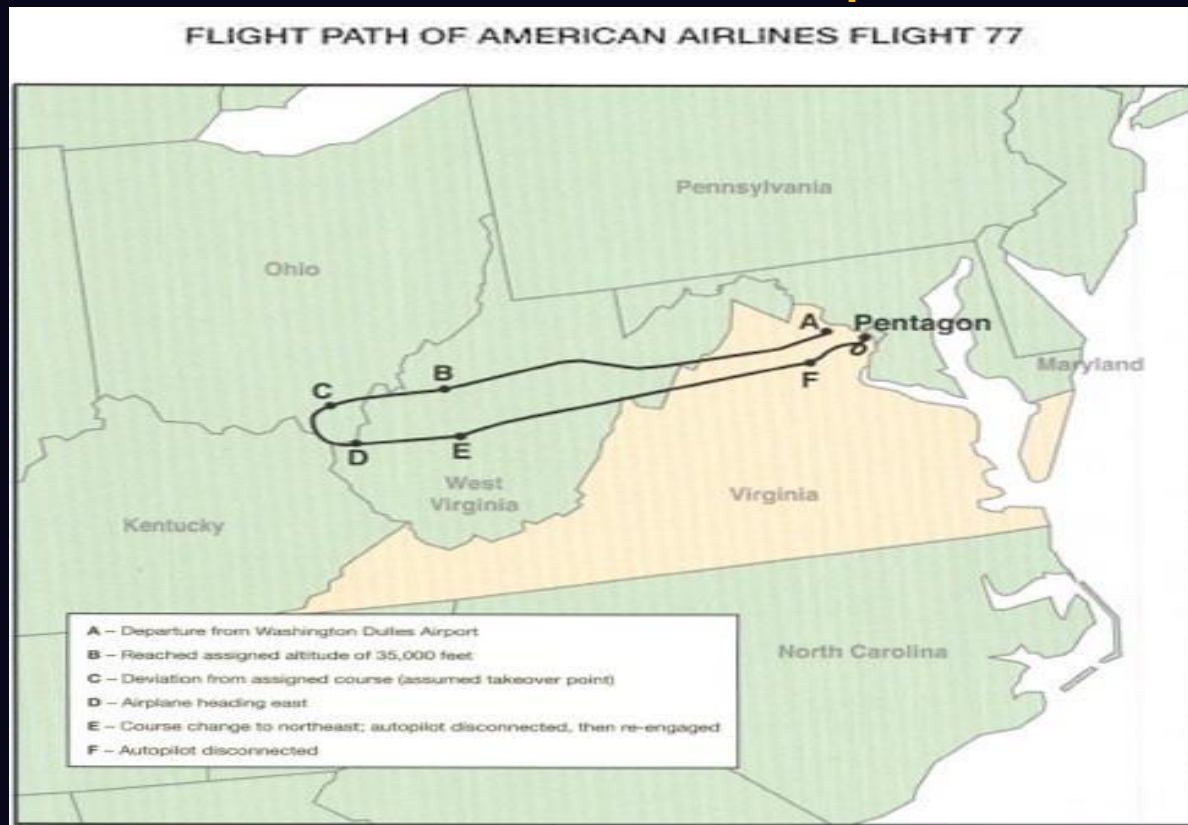 FLIGHT PATH OF AMERICAN AIRLINES FLIGHT 77
Pennsylvania
Ohio
A
Pentagon
Maryland
B
F
C
D
E
West
Virginia
Virginia
Kentucky
North Carolina
A – Departure from Washington Dulles Airport
B – Reached assigned altitude of 35,000 feet
C – Deviation from assigned course (assumed takeover point)
D – Airplane heading east
E – Course change to northeast; autopilot disconnected, then re-engaged
F – Autopilot disconnected